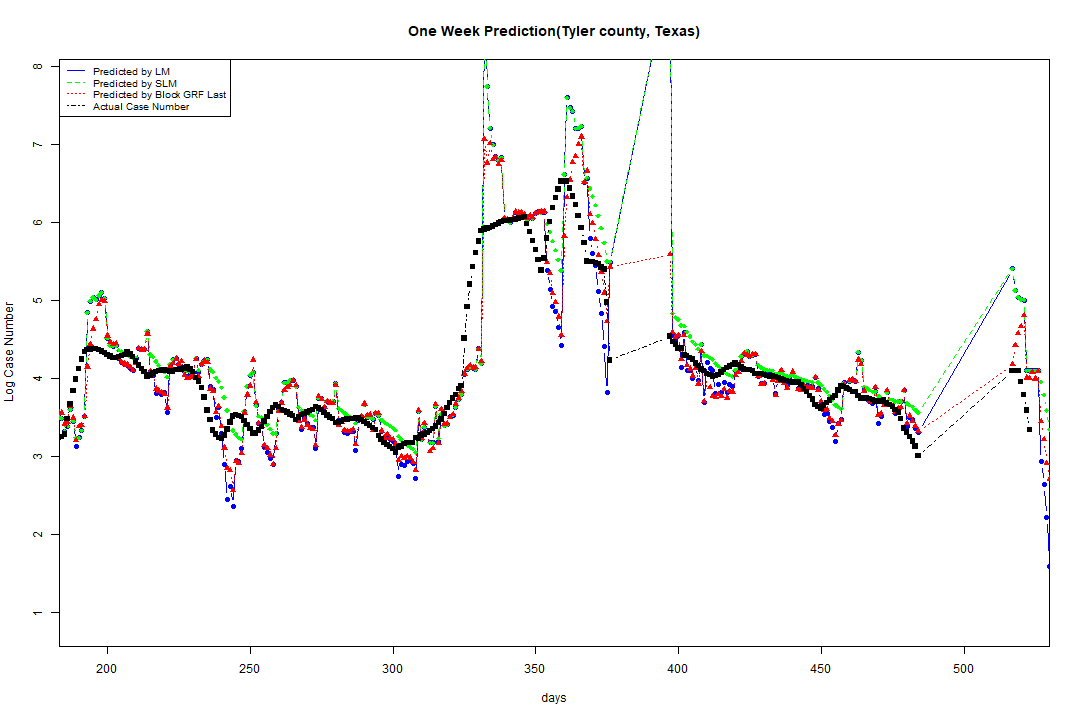 One Week Prediction(Tyler county, Texas)
Predicted by LM
Predicted by SLM
Predicted by Block GRF Last
Actual Case Number
Log Case Number
8
7
6
5
4
3
2
1
200 250 300 350 400 450 500
days